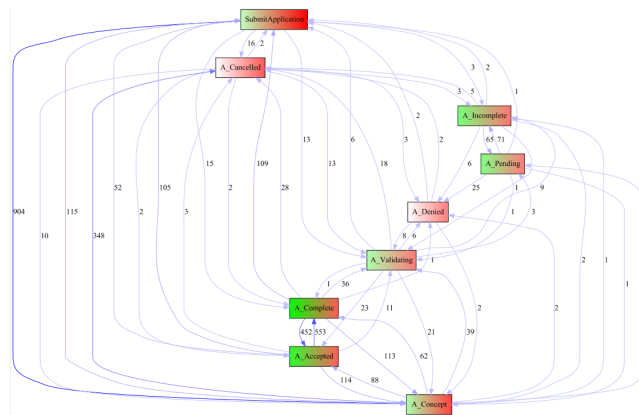 SubmitApplication
16 2
A_Cancelled
3 2
3 5 1
A_Incomplete
2
13 6 2
65 71
3
A_Pending
15 13 109 18 6
52 2 28 25 1 9
105 2 3 1 3
A_Denied
904 115 8 6
10 348
A_Validating
1 2 1 1
1 36
A_Complete
23 11 2 2
452 553 21 39
A_Accepted
113 62
114 88
A_Concept